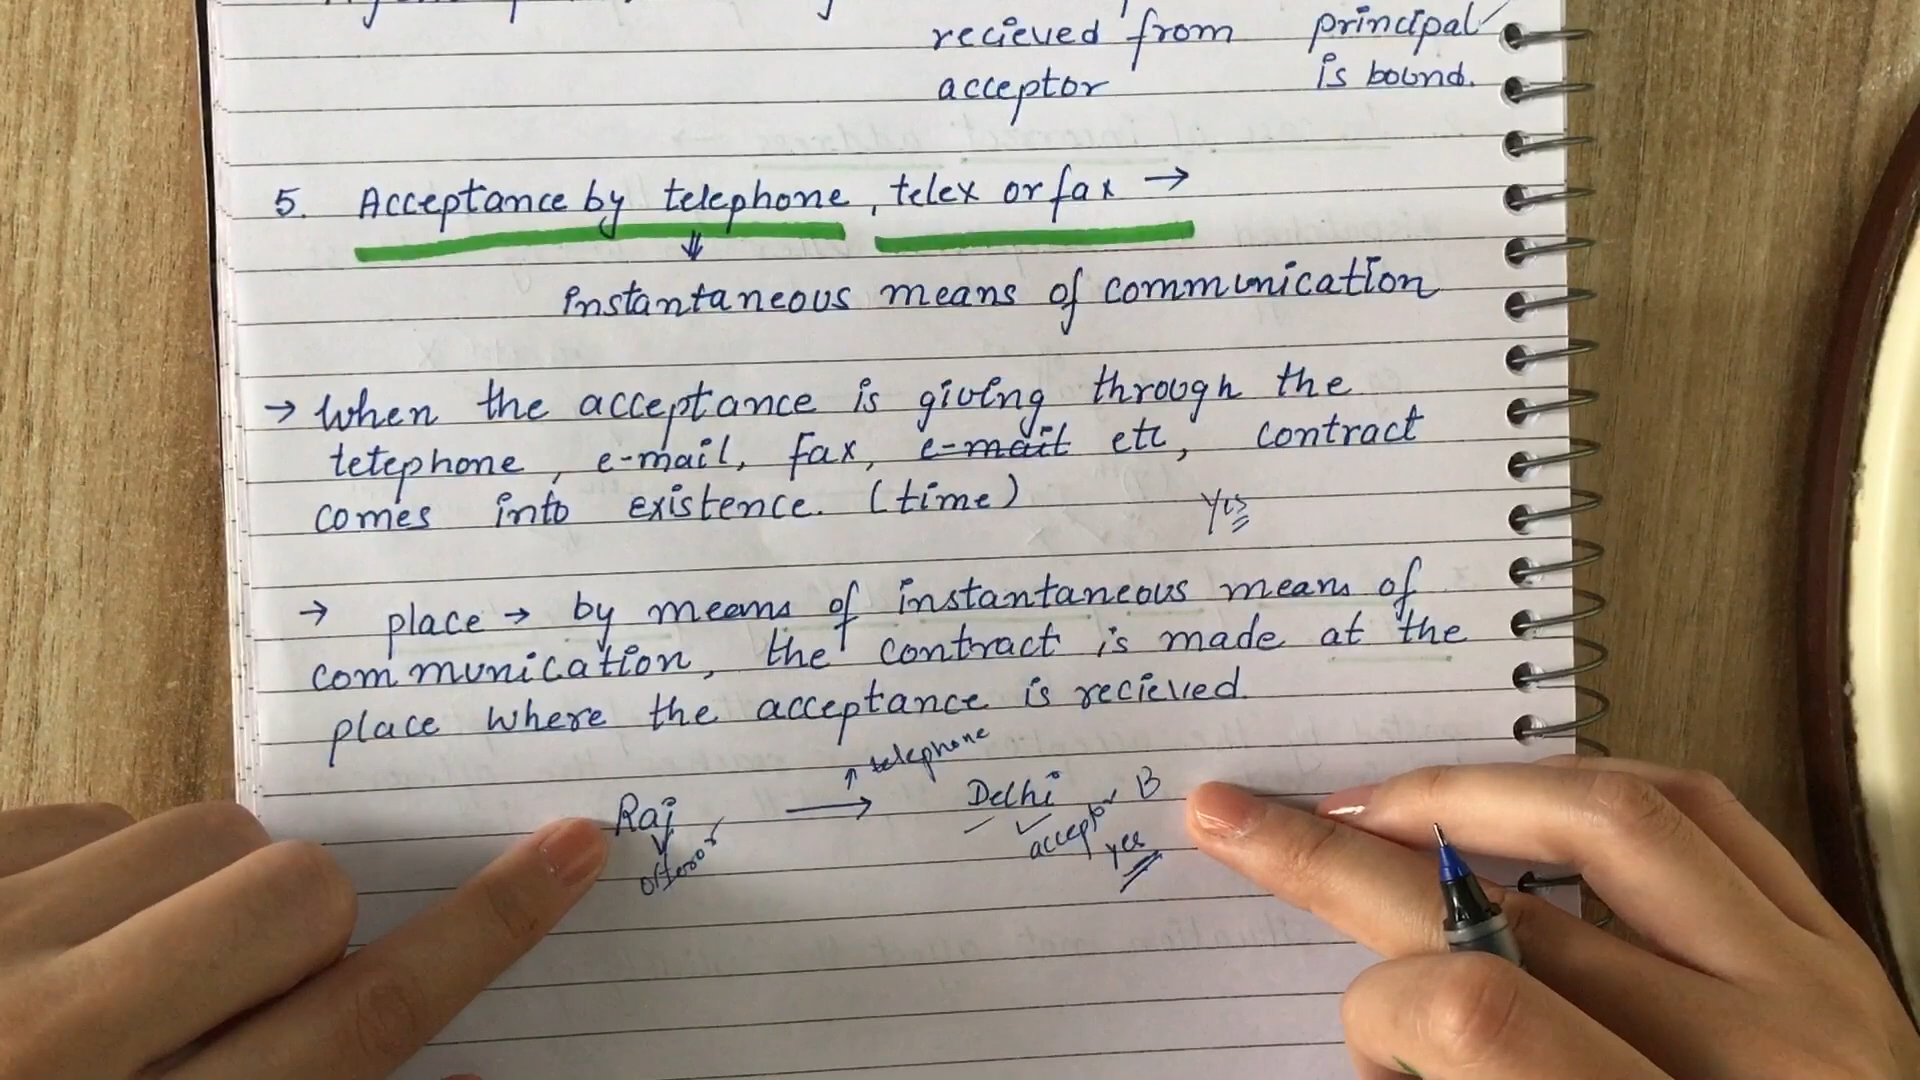 recieved from principal
acceptor is bound.
5. Acceptance by telephone, telex or fax →
instantaneous means of communication
→ When the acceptance is giving through the
tetephone, e-mail, fax, e-mail etc, contract
comes into existence. (time)
Yes
→ place → by means of instantaneous means of
communication, the contract is made at the
place where the acceptance is recieved.
telephone
Raj → Delhi B
offeror acceptor yes